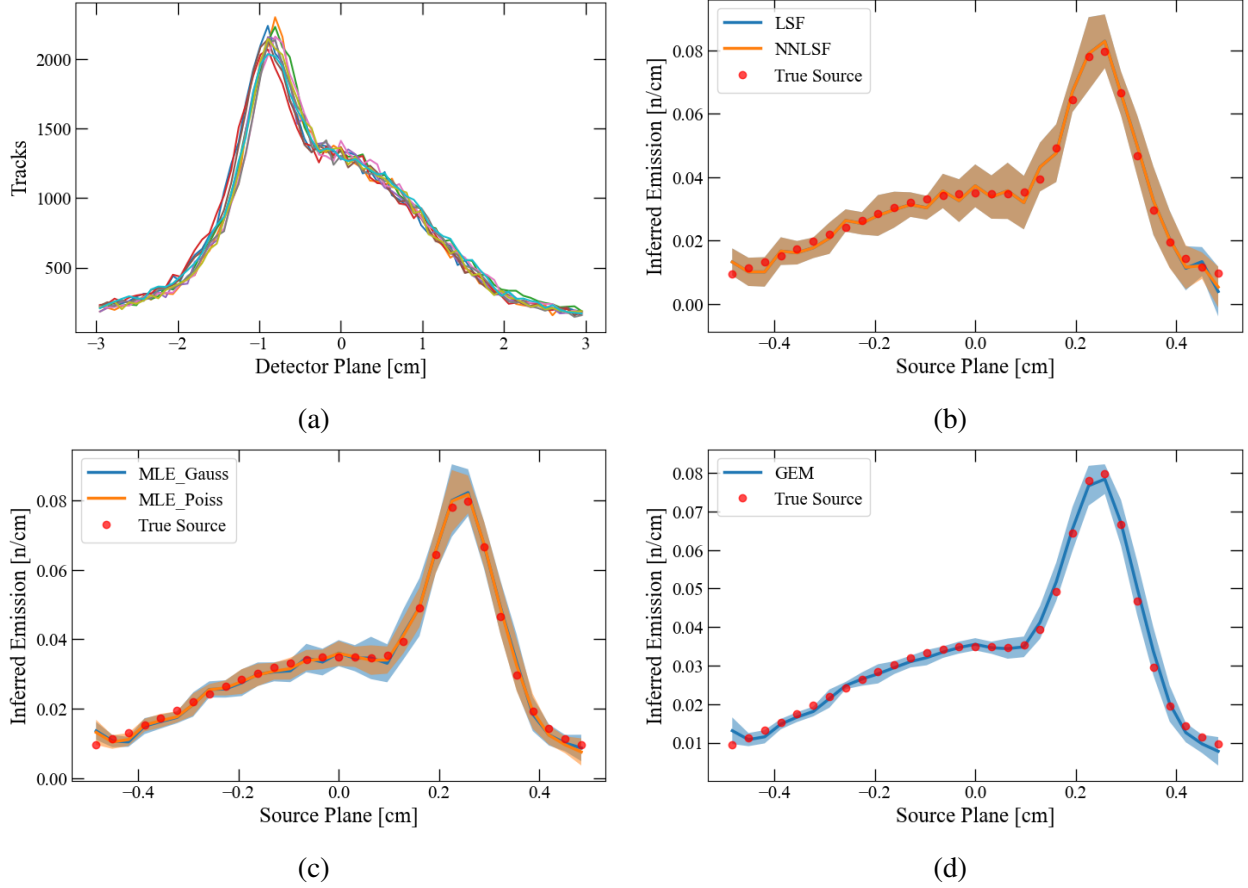 2000
1500
1000
500
Tracks
−3
−2
−1
0
1
2
3
Detector Plane [cm]
(a)
LSF
NNLSF
True Source
0.08
0.06
0.04
0.02
0.00
Inferred Emission [n/cm]
−0.4
−0.2
0.0
0.2
0.4
Source Plane [cm]
(b)
MLE_Gauss
MLE_Poiss
True Source
0.08
0.06
0.04
0.02
0.00
Inferred Emission [n/cm]
−0.4
−0.2
0.0
0.2
0.4
Source Plane [cm]
(c)
GEM
True Source
0.08
0.07
0.06
0.05
0.04
0.03
0.02
0.01
Inferred Emission [n/cm]
−0.4
−0.2
0.0
0.2
0.4
Source Plane [cm]
(d)